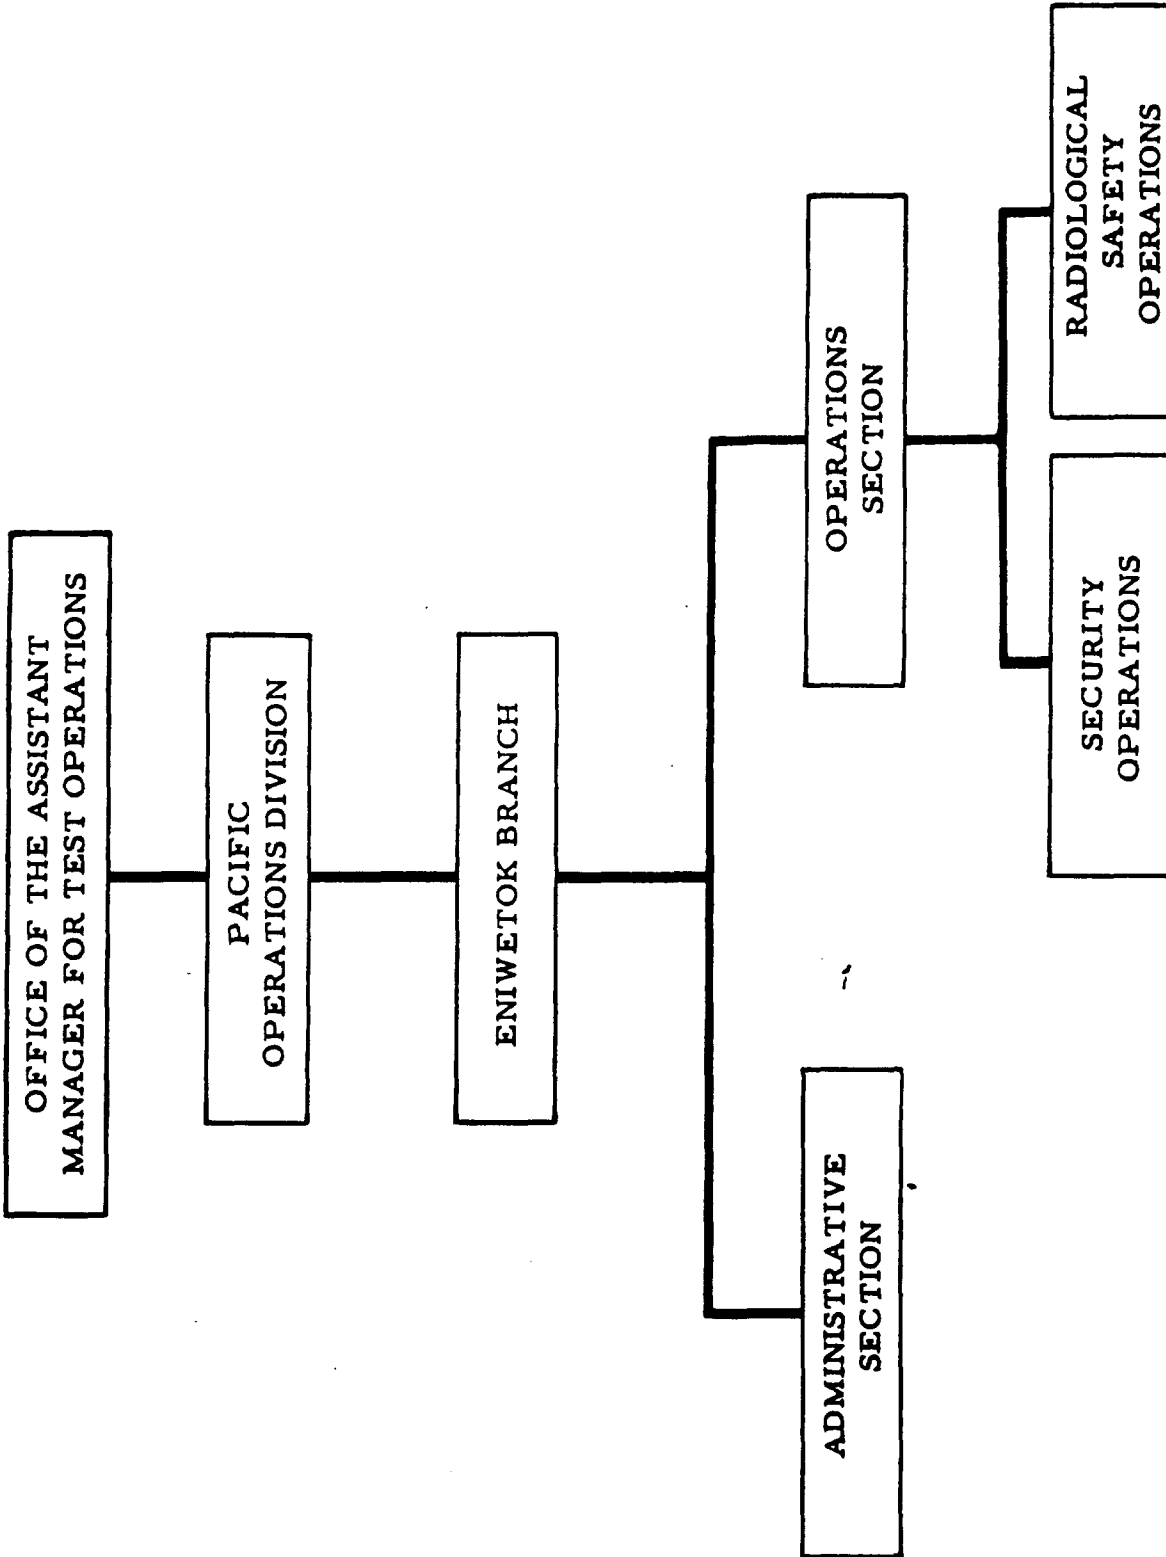 OFFICE OF THE ASSISTANT
MANAGER FOR TEST OPERATIONS
PACIFIC
OPERATIONS DIVISION
ENIWETOK BRANCH
ADMINISTRATIVE
SECTION
OPERATIONS
SECTION
SECURITY
OPERATIONS
RADIOLOGICAL
SAFETY
OPERATIONS